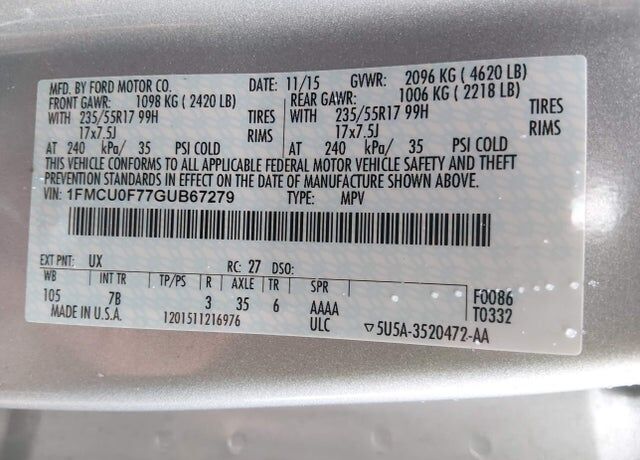 MFD. BY FORD MOTOR CO. DATE: 11/15 GVWR: 2096 KG ( 4620 LB)
FRONT GAWR: 1098 KG ( 2420 LB) REAR GAWR: 1006 KG ( 2218 LB)
WITH 235/55R17 99H TIRES WITH 235/55R17 99H TIRES
17x7.5J RIMS 17x7.5J RIMS
AT 240 kPa/ 35 PSI COLD AT 240 kPa/ 35 PSI COLD
THIS VEHICLE CONFORMS TO ALL APPLICABLE FEDERAL MOTOR VEHICLE SAFETY AND THEFT
PREVENTION STANDARDS IN EFFECT ON THE DATE OF MANUFACTURE SHOWN ABOVE.
VIN: 1FMCU0F77GUB67279 TYPE: MPV
EXT PNT: UX RC: 27 DSO:
WB INT TR TP/PS R AXLE TR SPR
105 7B 3 35 6 AAAA F0086
MADE IN U.S.A. 1201511216976 ULC T0332
▽5U5A-3520472-AA